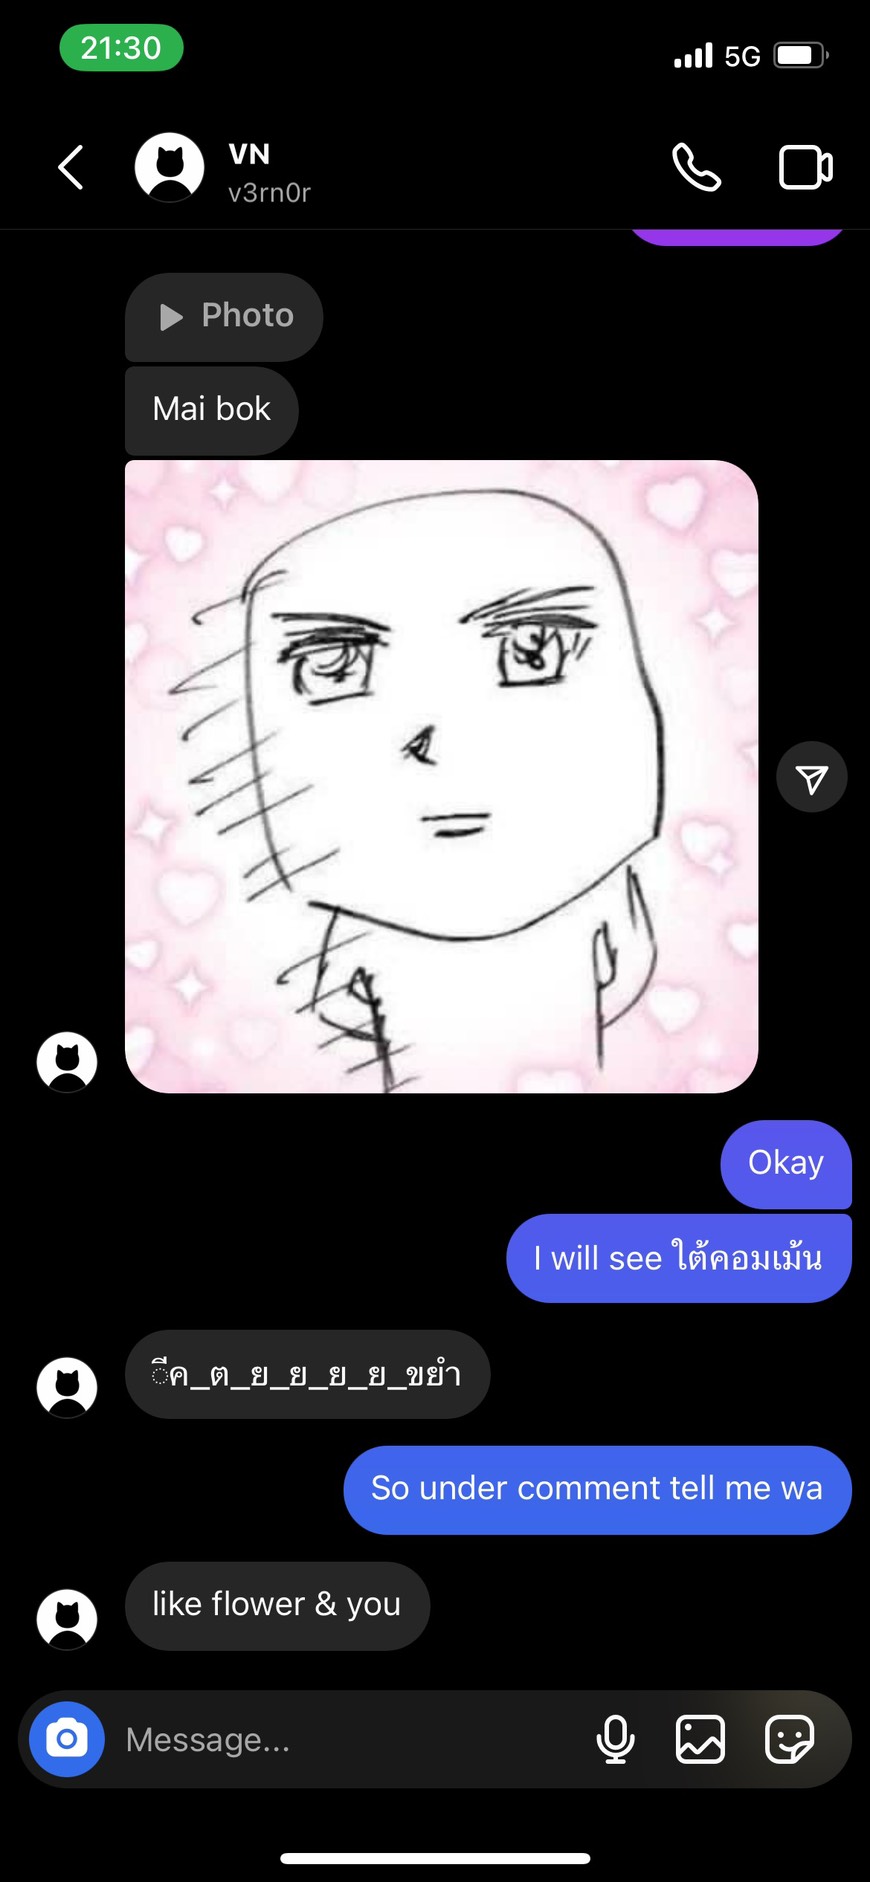 21:30
5G
VN
v3rn0r
Photo
Mai bok
Okay
I will see ใต้คอมเม้น
ีค_ต_ย_ย_ย_ย_ขยำ
So under comment tell me wa
like flower & you
Message...